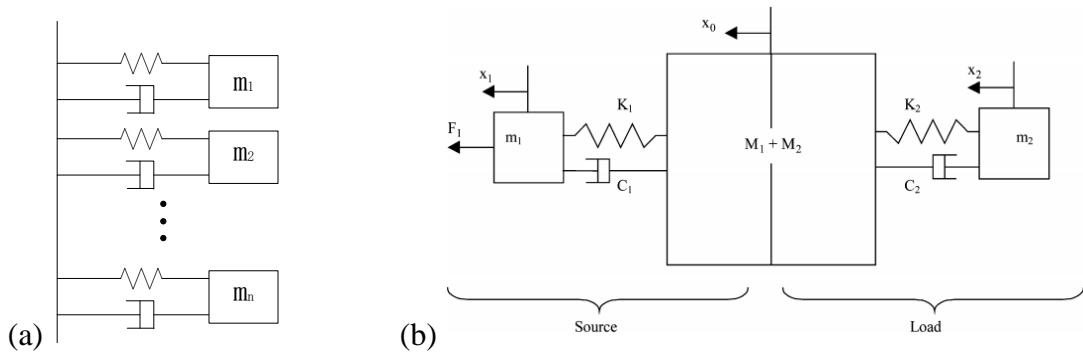 (a)
m1
m2
mn
(b)
x0
x1
x2
F1
m1
K1
C1
M1 + M2
K2
C2
m2
Source
Load